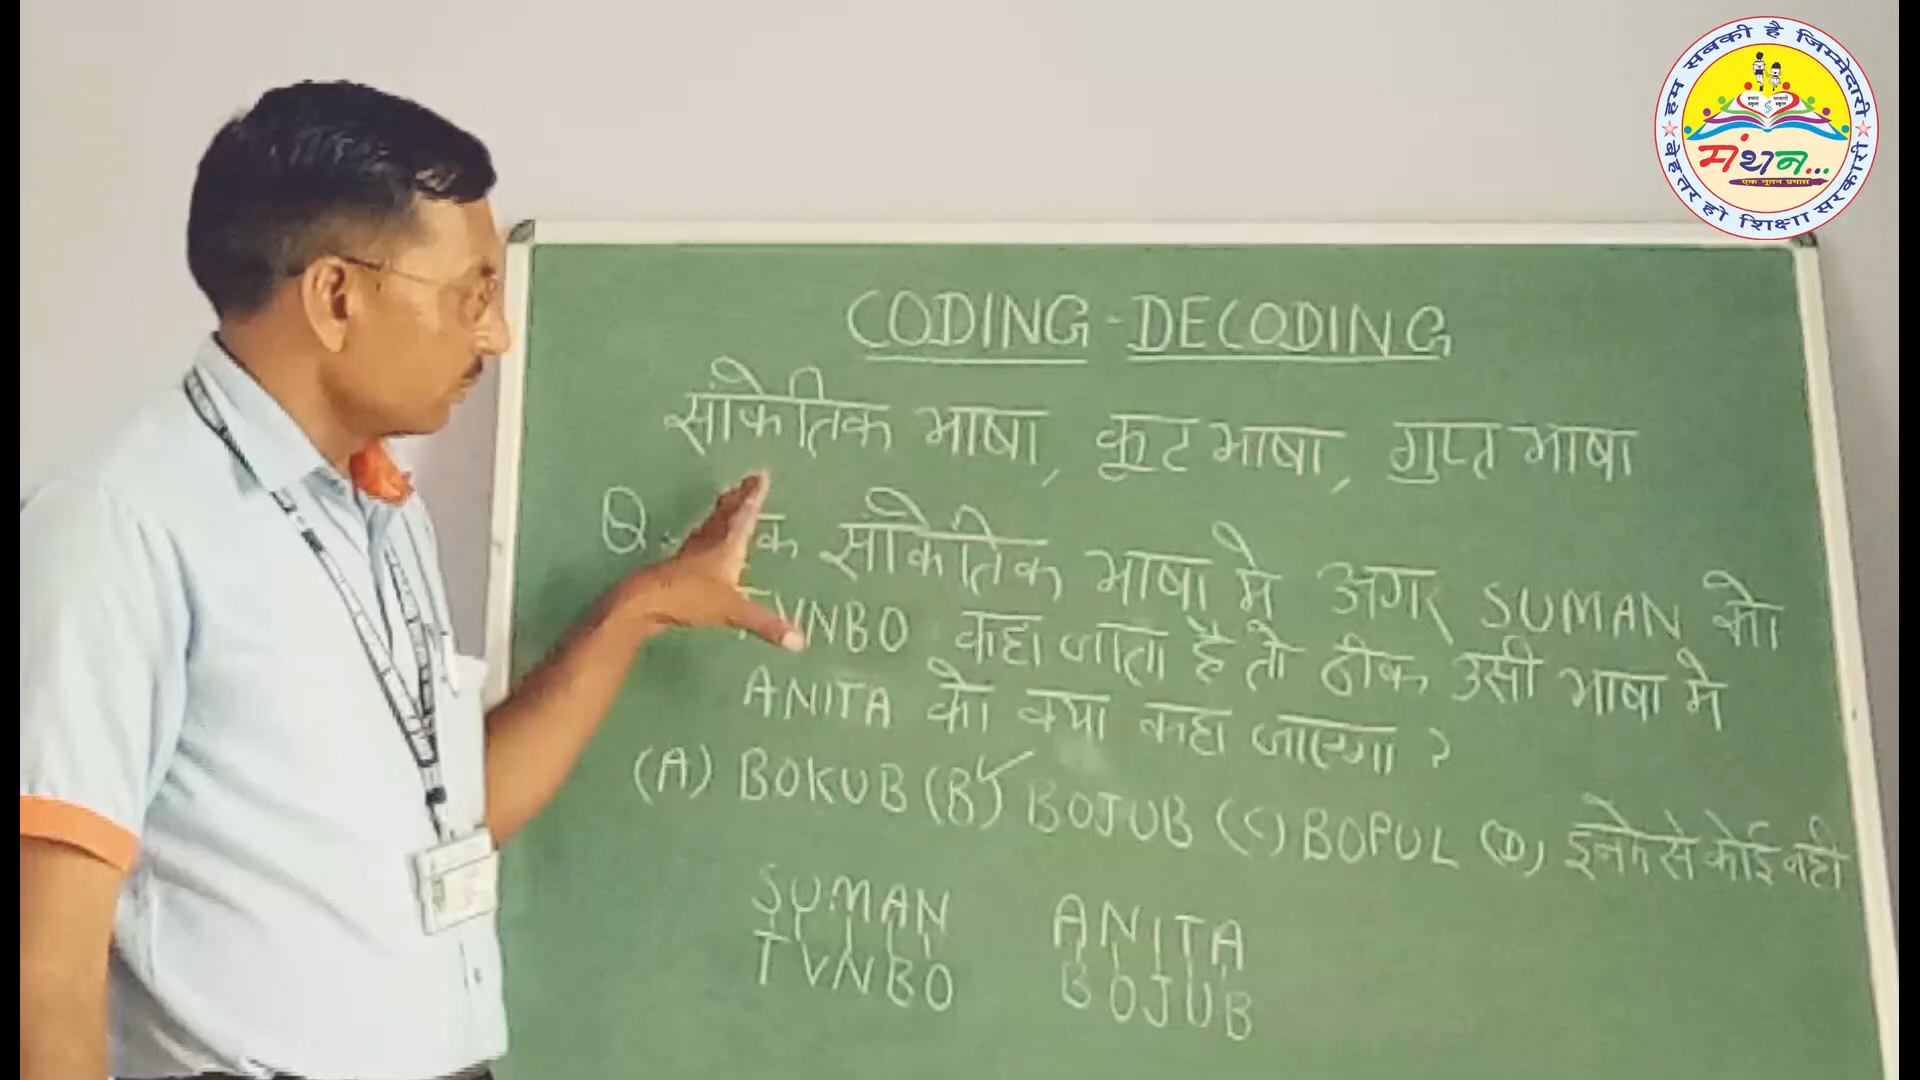 हम सबकी है जिम्मेदारी
मंथन...
एक नूतन प्रयास
बेहतर हो शिक्षा सरकारी
CODING-DECODING
सांकेतिक भाषा, कूट भाषा, गुप्त भाषा
Q. क सांकेतिक भाषा मे अगर SUMAN को
TVNBO कहा जाता है तो ठीक उसी भाषा मे
ANITA को क्या कहा जाएगा ?
(A) BOKUB (B) BOJUB (C) BOPUL (D) इनमे से कोई नही
SUMAN ANITA
TVNBO BOJUB